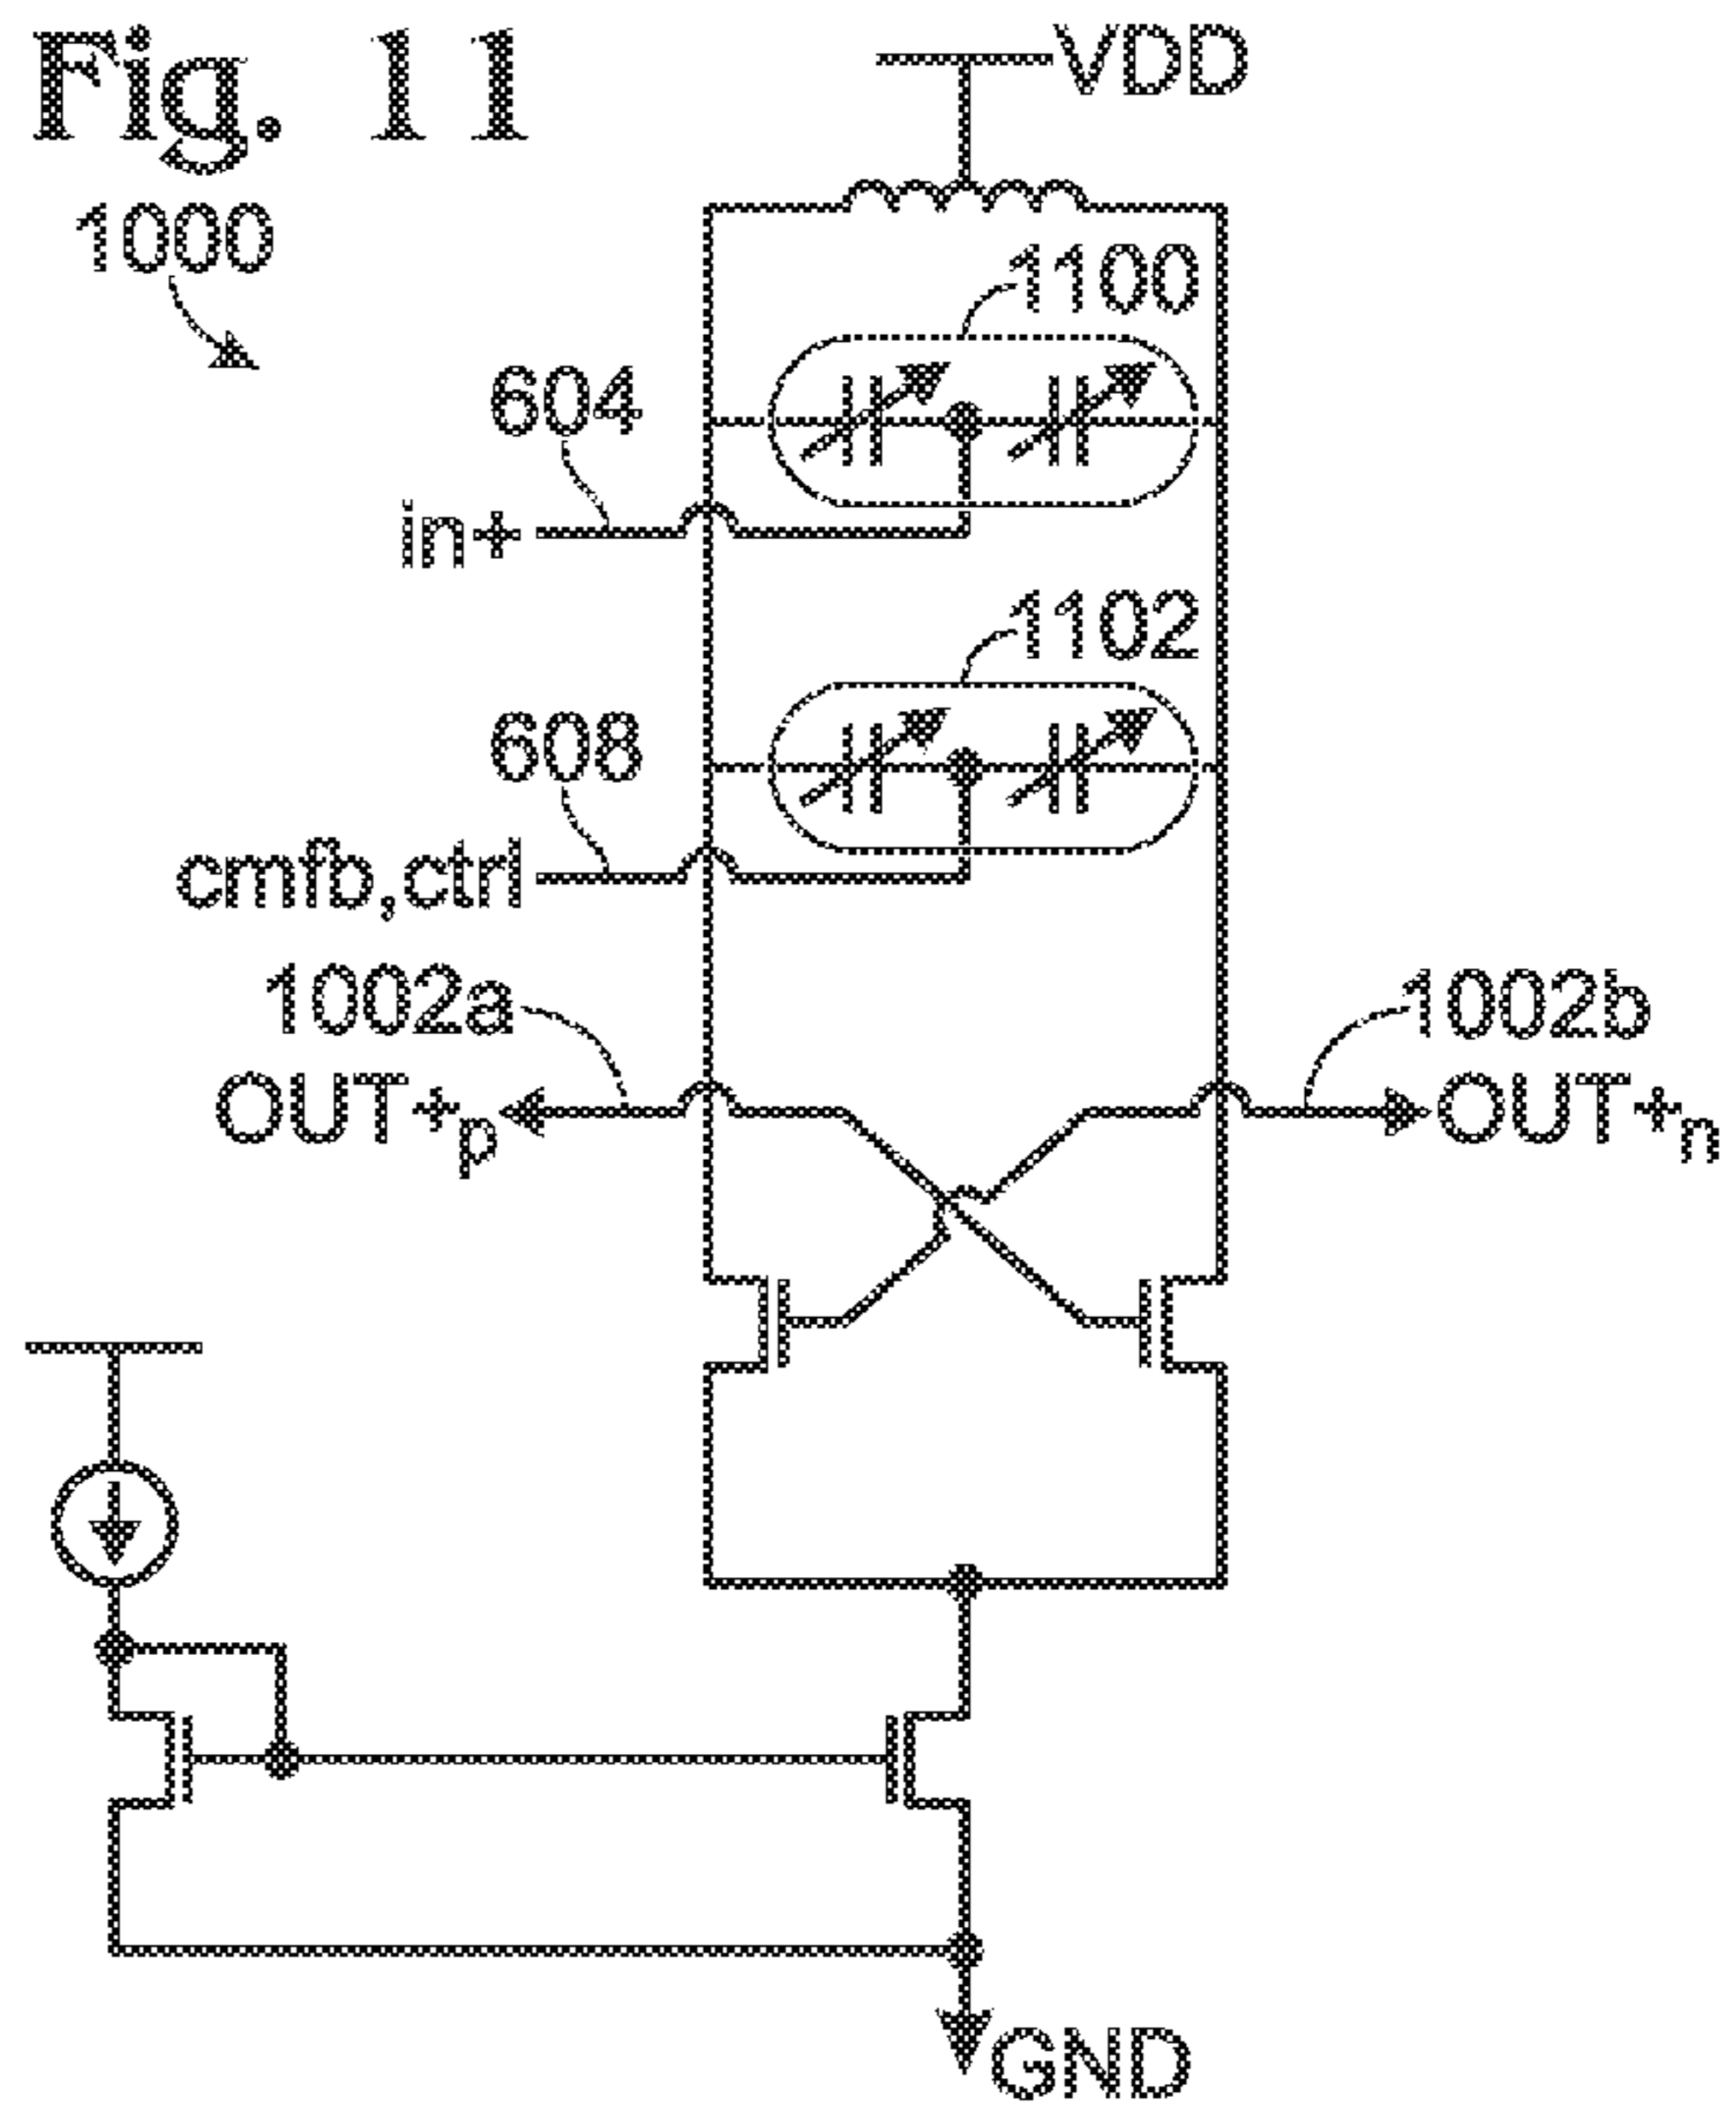 Fig. 11
VDD
1000
1100
604
in+
1102
608
cmfb,ctrl
1002a
1002b
OUT+p
OUT+n
GND